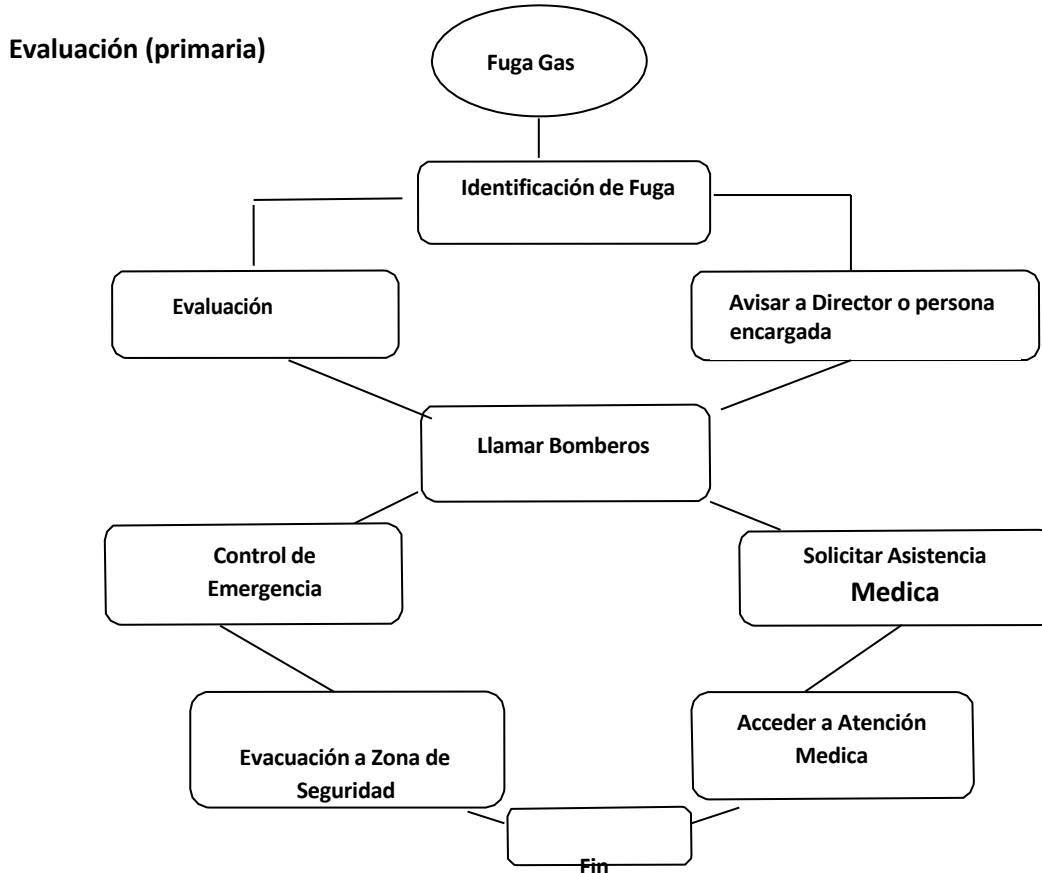 Evaluación (primaria)
Fuga Gas
Identificación de Fuga
Evaluación
Avisar a Director o persona
encargada
Llamar Bomberos
Control de
Emergencia
Solicitar Asistencia
Medica
Evacuación a Zona de
Seguridad
Acceder a Atención
Medica
Fin